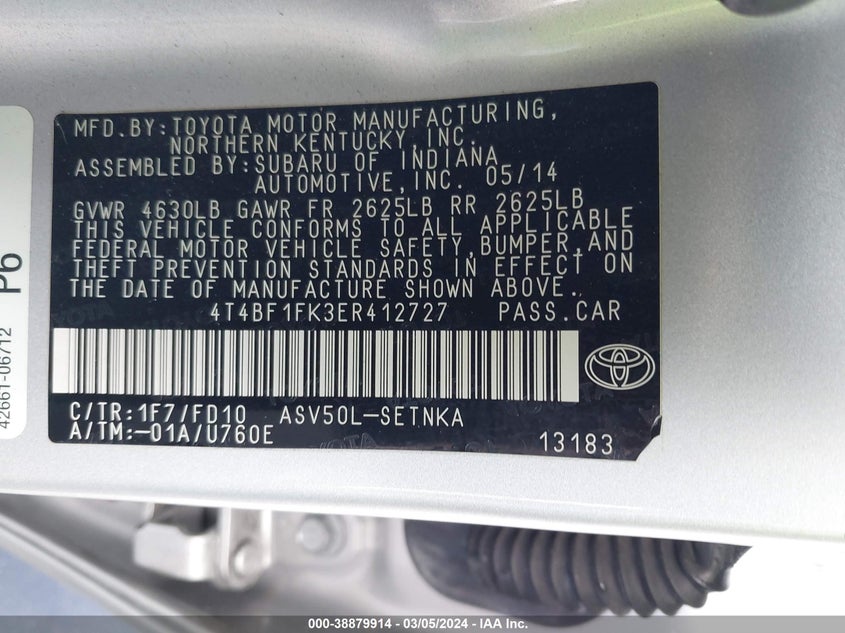 MFD.BY:TOYOTA MOTOR MANUFACTURING,
NORTHERN KENTUCKY,INC.
ASSEMBLED BY:SUBARU OF INDIANA
AUTOMOTIVE,INC. 05/14
GVWR 4630LB GAWR FR 2625LB RR 2625LB
THIS VEHICLE CONFORMS TO ALL APPLICABLE
FEDERAL MOTOR VEHICLE SAFETY,BUMPER,AND
THEFT PREVENTION STANDARDS IN EFFECT ON
THE DATE OF MANUFACTURE SHOWN ABOVE.
4T4BF1FK3ER412727 PASS.CAR
C/TR:1F7/FD10 ASV50L-SETNKA
A/TM:-01A/U760E
13183
P6
42661-06712
000-38879914 - 03/05/2024 - IAA Inc.